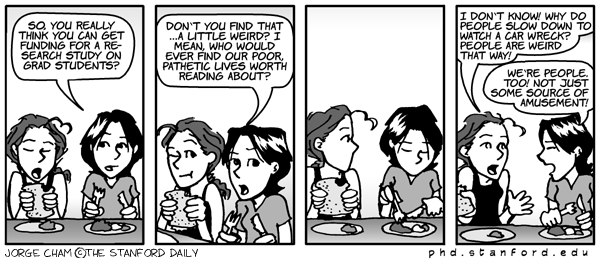 SO, YOU REALLY
THINK YOU CAN GET
FUNDING FOR A RE-
SEARCH STUDY ON
GRAD STUDENTS?
DON'T YOU FIND THAT
...A LITTLE WEIRD? I
MEAN, WHO WOULD
EVER FIND OUR POOR,
PATHETIC LIVES WORTH
READING ABOUT?
I DON'T KNOW! WHY DO
PEOPLE SLOW DOWN TO
WATCH A CAR WRECK?
PEOPLE ARE WEIRD
THAT WAY!
WE'RE PEOPLE,
TOO! NOT JUST
SOME SOURCE OF
AMUSEMENT!
JORGE CHAM ©THE STANFORD DAILY
phd.stanford.edu